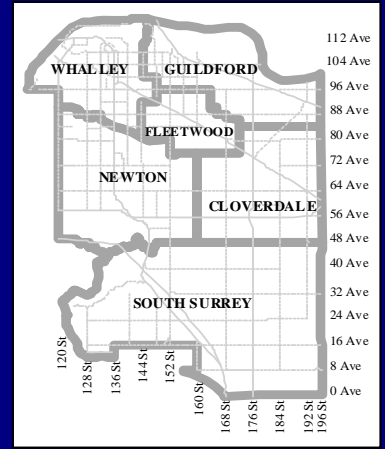 112 Ave
104 Ave
WHALLEY GUILDFORD
96 Ave
88 Ave
FLEETWOOD
80 Ave
72 Ave
NEWTON
64 Ave
CLOVERDALE
56 Ave
48 Ave
40 Ave
SOUTH SURREY
32 Ave
24 Ave
16 Ave
8 Ave
0 Ave
120 St
128 St
136 St
144 St
152 St
160 St
168 St
176 St
184 St
192 St
196 St